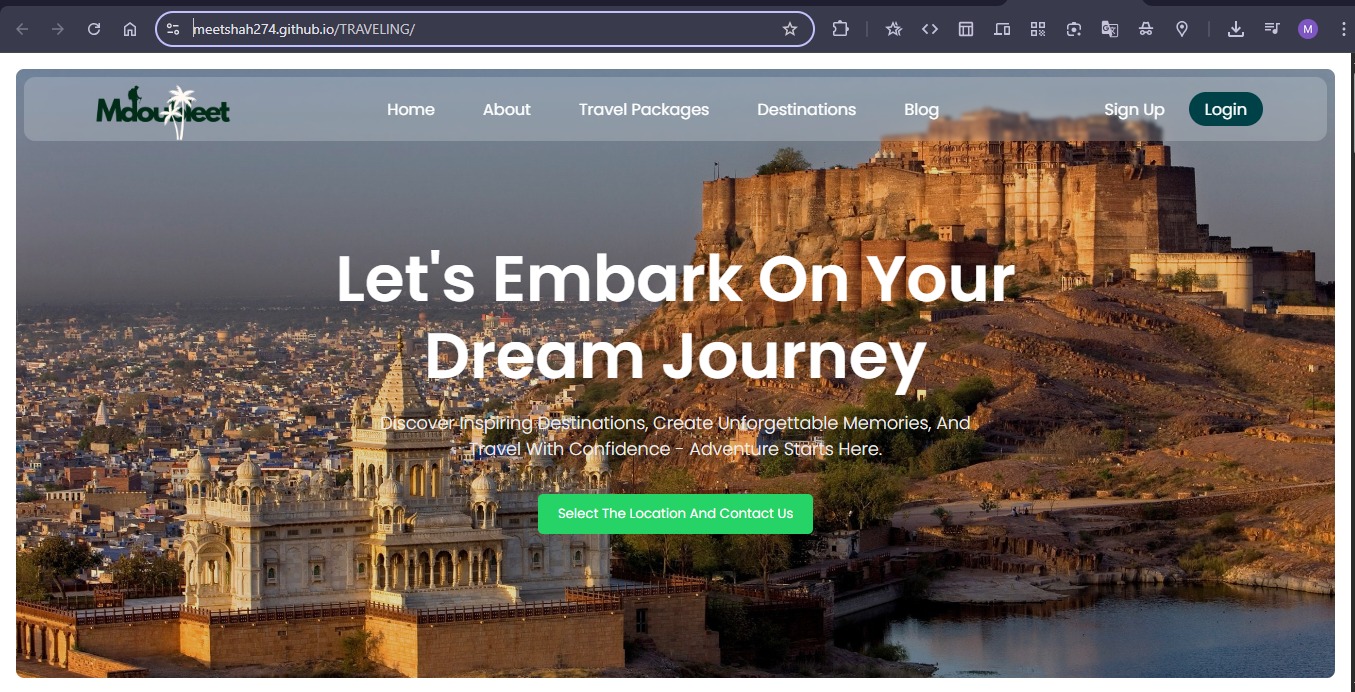 meetshah274.github.io/TRAVELING/
M
Home About Travel Packages Destinations Blog Sign Up Login
Let's Embark On Your
Dream Journey
Discover Inspiring Destinations, Create Unforgettable Memories, And
Travel With Confidence - Adventure Starts Here.
Select The Location And Contact Us